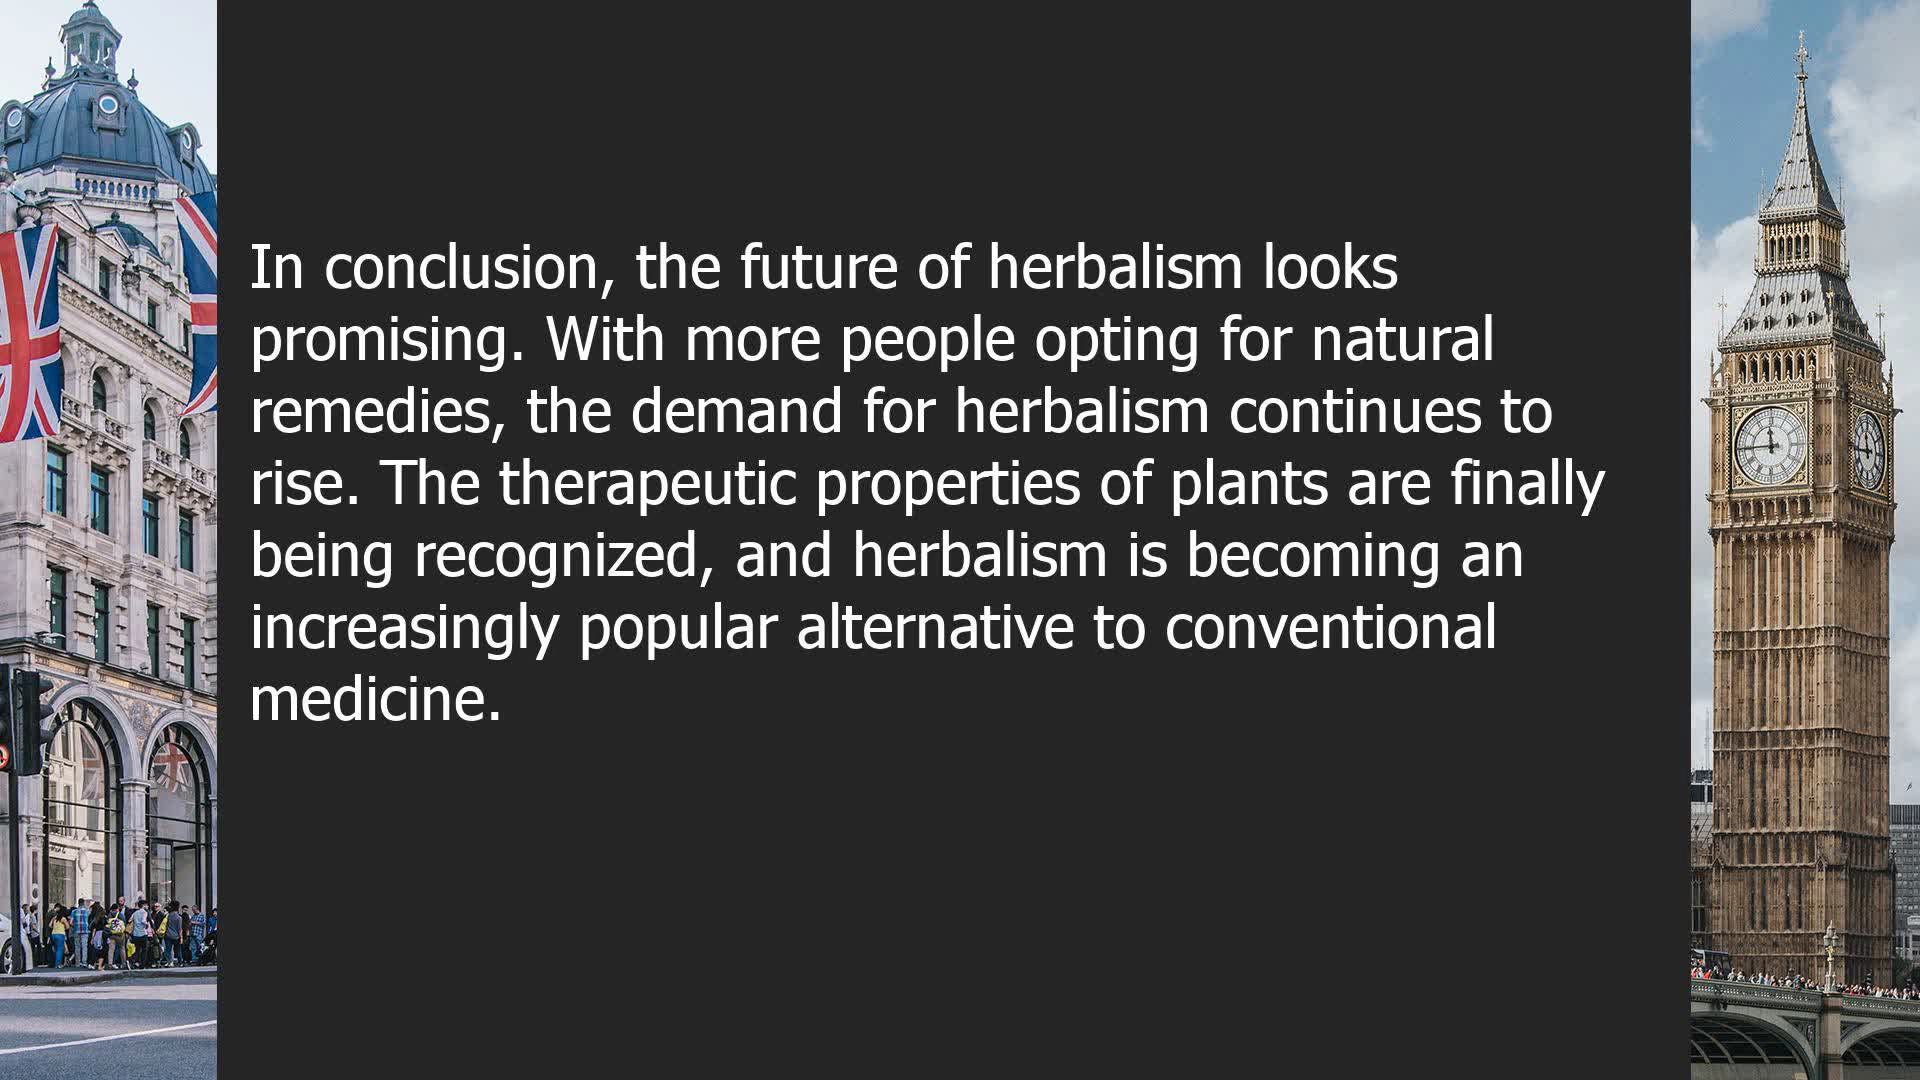 In conclusion, the future of herbalism looks
promising. With more people opting for natural
remedies, the demand for herbalism continues to
rise. The therapeutic properties of plants are finally
being recognized, and herbalism is becoming an
increasingly popular alternative to conventional
medicine.